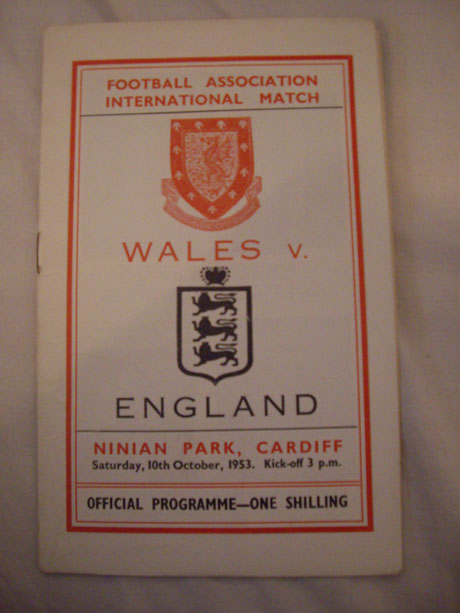 FOOTBALL ASSOCIATION
INTERNATIONAL MATCH
WALES v.
ENGLAND
NINIAN PARK, CARDIFF
Saturday, 10th October, 1953. Kick-off 3 p.m.
OFFICIAL PROGRAMME—ONE SHILLING